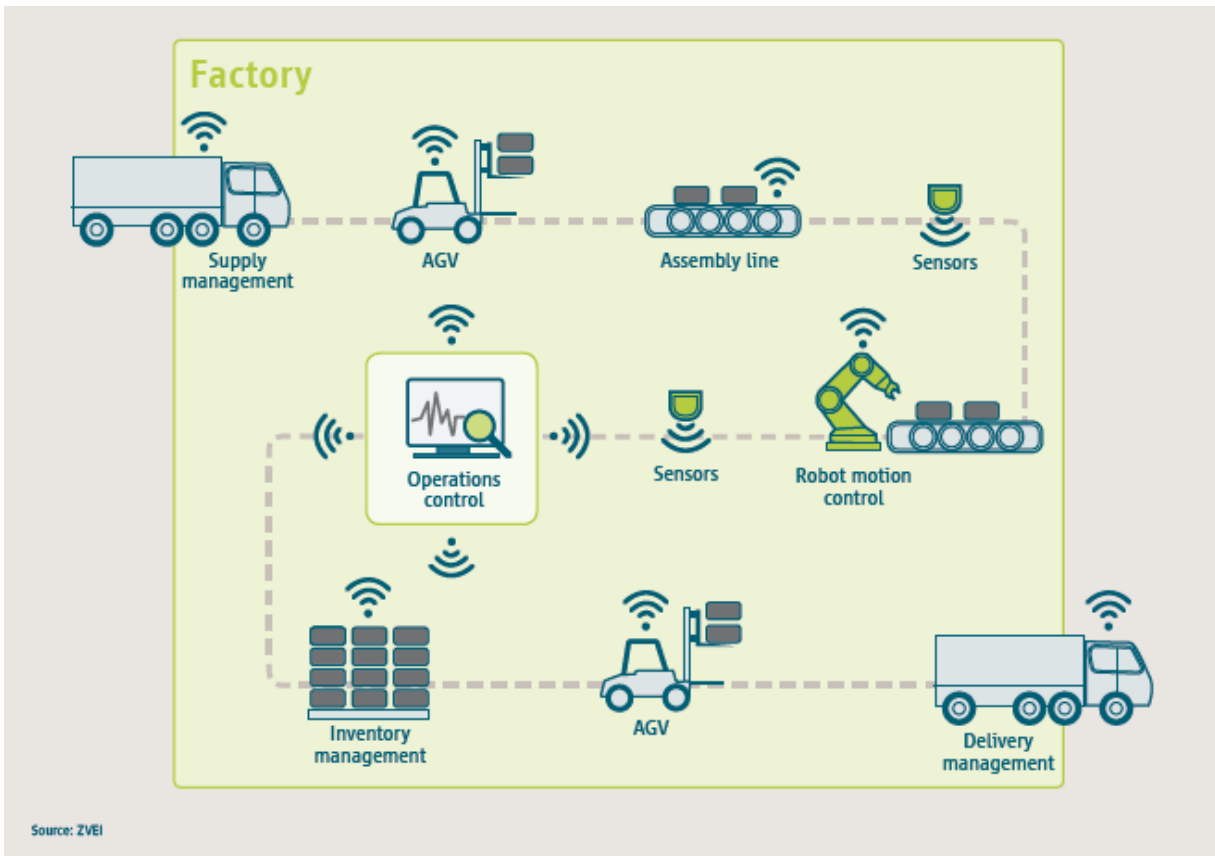 Factory
Supply
management
AGV
Assembly line
Sensors
Operations
control
Sensors
Robot motion
control
Inventory
management
AGV
Delivery
management
Source: ZVEI